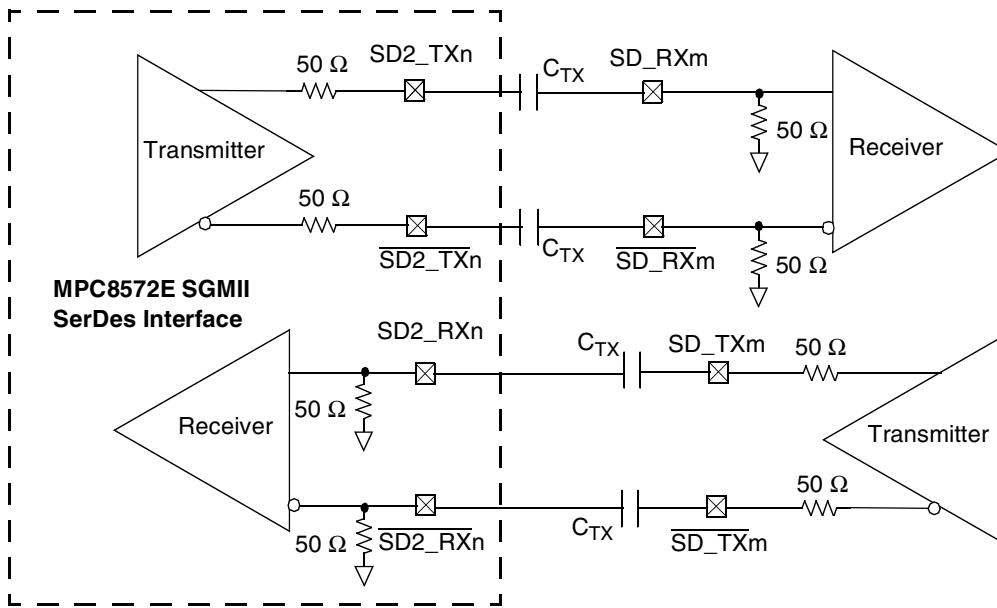 50 Ω
SD2_TXn
C_TX
SD_RXm
50 Ω
Transmitter
Receiver
50 Ω
SD2_TXn
C_TX
SD_RXm
50 Ω
MPC8572E SGMII
SerDes Interface
SD2_RXn
C_TX
SD_TXm
50 Ω
50 Ω
Receiver
Transmitter
50 Ω
50 Ω
SD2_RXn
C_TX
SD_TXm